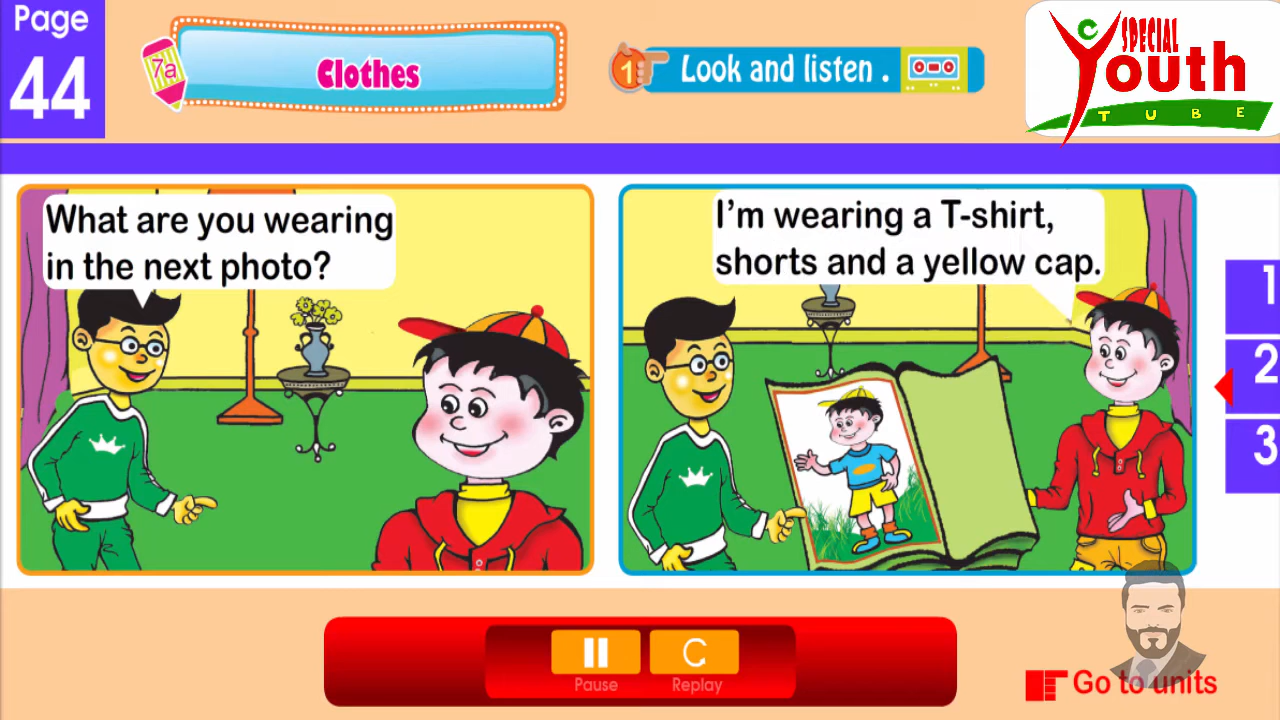 Page
44
7a
Clothes
1
Look and listen .
SPECIAL
Youth
TUBE
C
What are you wearing
in the next photo?
I'm wearing a T-shirt,
shorts and a yellow cap.
1
2
3
Pause
Replay
Go to units